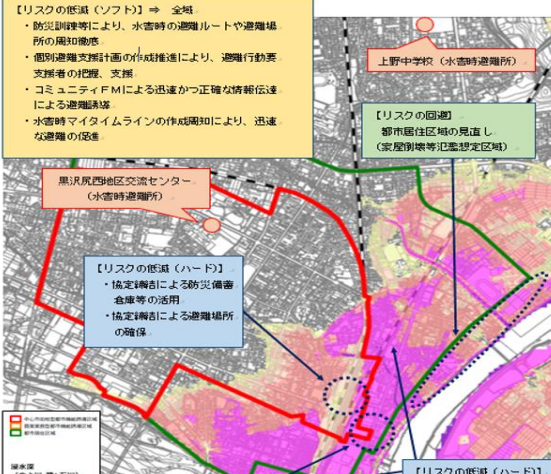 【リスクの低減（ソフト）】⇒ 全域
・防災訓練等により、水害時の避難ルートや避難場
所の周知徹底
・個別避難支援計画の作成推進により、避難行動要
支援者の把握、支援
・コミュニティFMによる迅速かつ正確な情報伝達
による避難誘導
・水害時マイタイムラインの作成周知により、迅速
な避難の促進
上野中学校（水害時避難所）
【リスクの回避】
都市居住区域の見直し
（家屋倒壊等氾濫想定区域）
黒沢尻西地区交流センター
（水害時避難所）
【リスクの低減（ハード）】
・協定締結による防災備蓄
倉庫等の活用
・協定締結による避難場所
の確保
浸水深
【リスクの低減（ハード）】